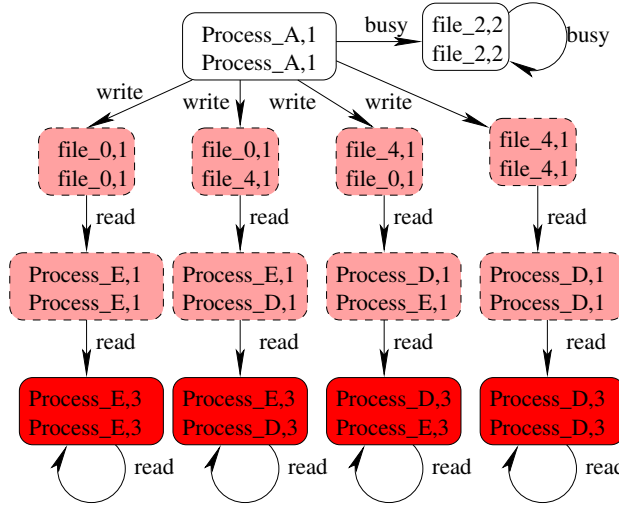 Process_A,1
Process_A,1
busy
file_2,2
file_2,2
busy
write
write
write
write
file_0,1
file_0,1
file_0,1
file_4,1
file_4,1
file_0,1
file_4,1
file_4,1
read
read
read
read
Process_E,1
Process_E,1
Process_E,1
Process_D,1
Process_D,1
Process_E,1
Process_D,1
Process_D,1
read
read
read
read
Process_E,3
Process_E,3
Process_E,3
Process_D,3
Process_D,3
Process_E,3
Process_D,3
Process_D,3
read
read
read
read